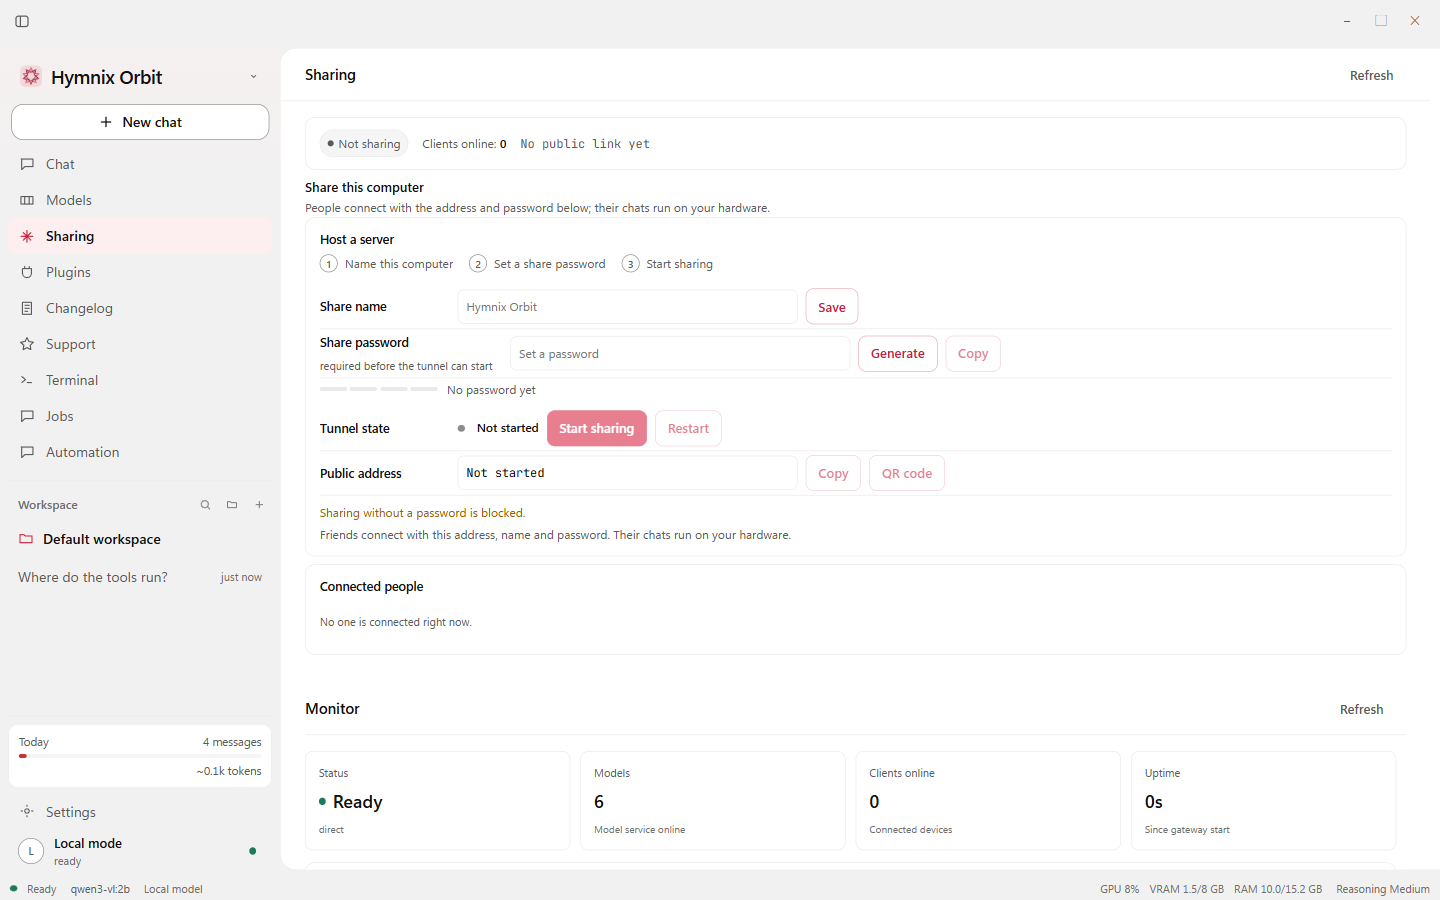 Hymnix Orbit
New chat
Chat
Models
Sharing
Plugins
Changelog
Support
Terminal
Jobs
Automation
Workspace
Default workspace
Where do the tools run? just now
Today 4 messages
~0.1k tokens
Settings
L Local mode
ready
Sharing Refresh
Not sharing Clients online: 0 No public link yet
Share this computer
People connect with the address and password below; their chats run on your hardware.
Host a server
1 Name this computer 2 Set a share password 3 Start sharing
Share name Hymnix Orbit Save
Share password
required before the tunnel can start Set a password Generate Copy
No password yet
Tunnel state Not started Start sharing Restart
Public address Not started Copy QR code
Sharing without a password is blocked.
Friends connect with this address, name and password. Their chats run on your hardware.
Connected people
No one is connected right now.
Monitor Refresh
Status Models Clients online Uptime
Ready 6 0 0s
direct Model service online Connected devices Since gateway start
Ready qwen3-vl:2b Local model GPU 8% VRAM 1.5/8 GB RAM 10.0/15.2 GB Reasoning Medium